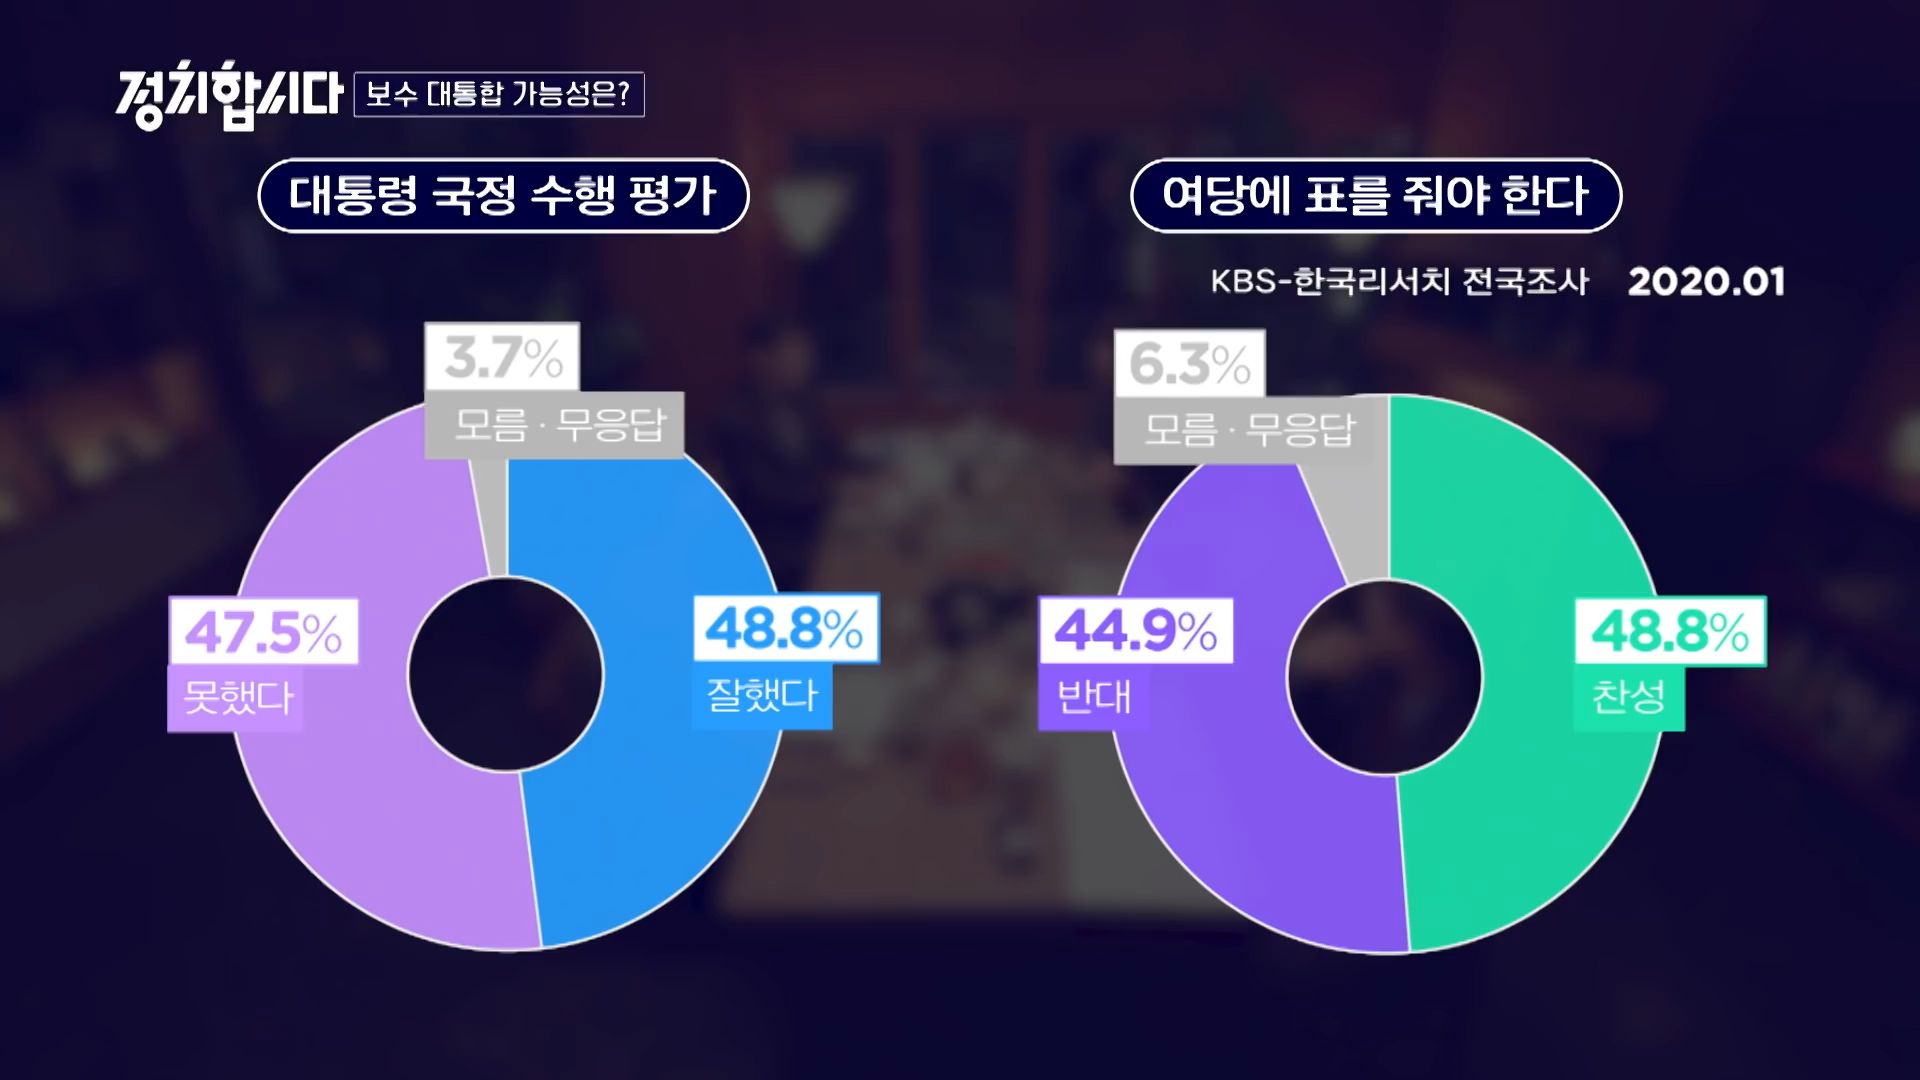 정치합시다 보수 대통합 가능성은?
대통령 국정 수행 평가
여당에 표를 줘야 한다
KBS-한국리서치 전국조사 2020.01
3.7%
모름·무응답
47.5%
못했다
48.8%
잘했다
6.3%
모름·무응답
44.9%
반대
48.8%
찬성